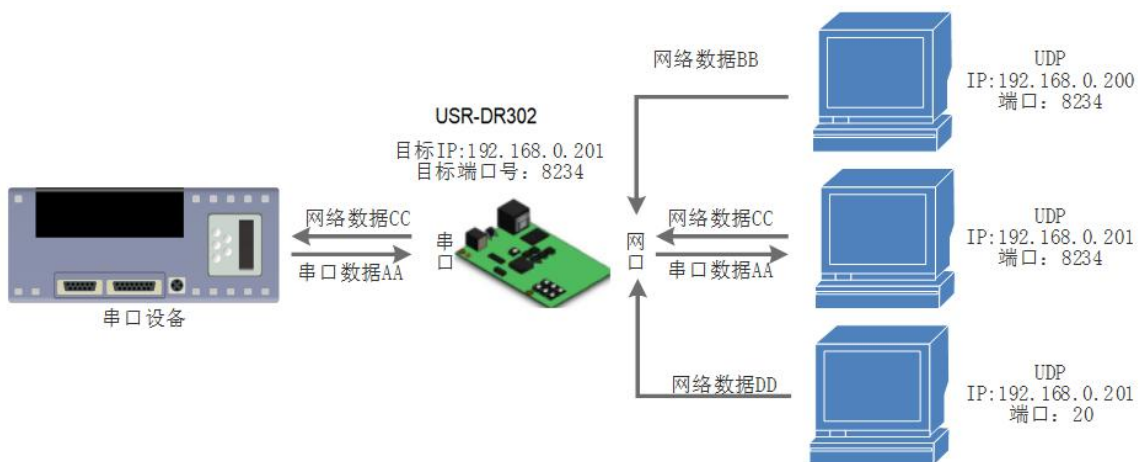 网络数据BB
UDP
IP:192.168.0.200
端口：8234
USR-DR302
目标IP:192.168.0.201
目标端口号：8234
网络数据CC
串口数据AA
串口设备
串口
网口
网络数据CC
串口数据AA
UDP
IP:192.168.0.201
端口：8234
网络数据DD
UDP
IP:192.168.0.201
端口：20